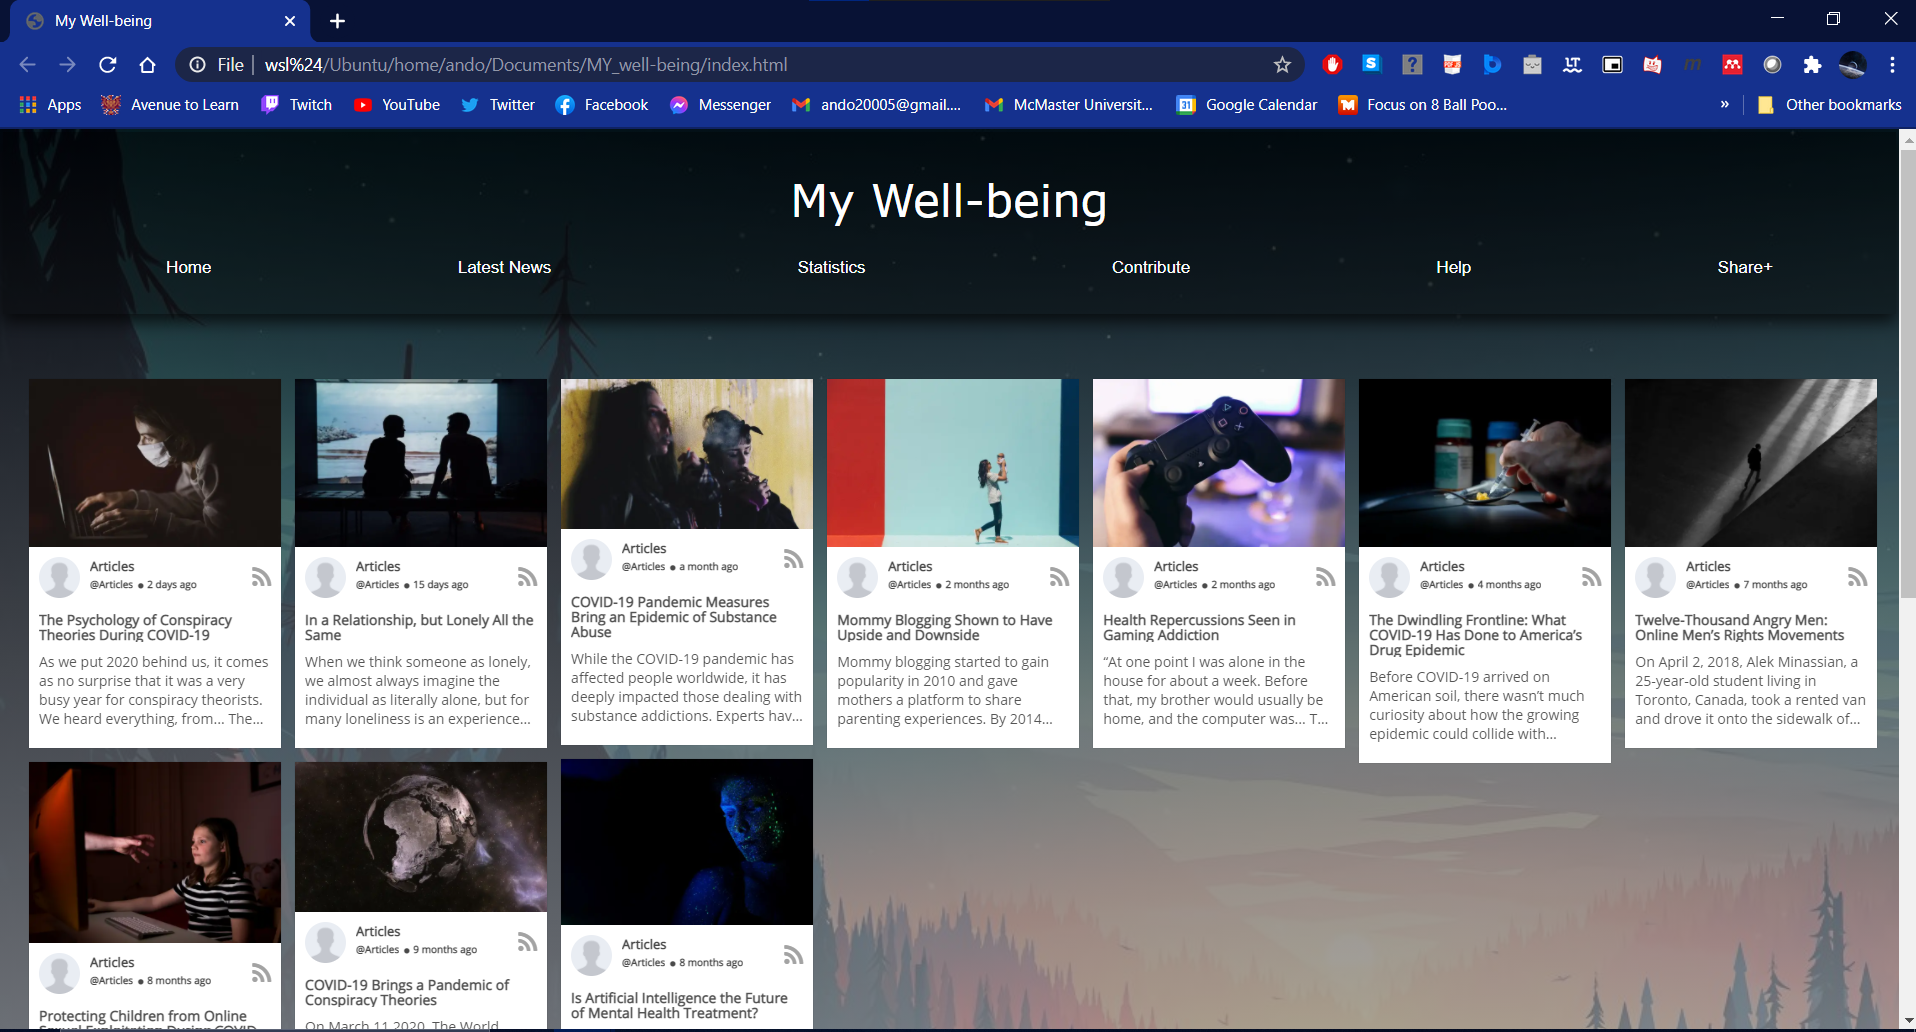 My Well-being
File | wsl%24/Ubuntu/home/ando/Documents/MY_well-being/index.html
Apps
Avenue to Learn
Twitch
YouTube
Twitter
Facebook
Messenger
ando20005@gmail....
McMaster Universit...
Google Calendar
Focus on 8 Ball Poo...
»
Other bookmarks
My Well-being
Home
Latest News
Statistics
Contribute
Help
Share+
Articles
@Articles ● 2 days ago
The Psychology of Conspiracy
Theories During COVID-19
As we put 2020 behind us, it comes
as no surprise that it was a very
busy year for conspiracy theorists.
We heard everything, from... The...
Articles
@Articles ● 15 days ago
In a Relationship, but Lonely All the
Same
When we think someone as lonely,
we almost always imagine the
individual as literally alone, but for
many loneliness is an experience...
Articles
@Articles ● a month ago
COVID-19 Pandemic Measures
Bring an Epidemic of Substance
Abuse
While the COVID-19 pandemic has
affected people worldwide, it has
deeply impacted those dealing with
substance addictions. Experts hav...
Articles
@Articles ● 2 months ago
Mommy Blogging Shown to Have
Upside and Downside
Mommy blogging started to gain
popularity in 2010 and gave
mothers a platform to share
parenting experiences. By 2014...
Articles
@Articles ● 2 months ago
Health Repercussions Seen in
Gaming Addiction
“At one point I was alone in the
house for about a week. Before
that, my brother would usually be
home, and the computer was... T...
Articles
@Articles ● 4 months ago
The Dwindling Frontline: What
COVID-19 Has Done to America’s
Drug Epidemic
Before COVID-19 arrived on
American soil, there wasn’t much
curiosity about how the growing
epidemic could collide with...
Articles
@Articles ● 7 months ago
Twelve-Thousand Angry Men:
Online Men’s Rights Movements
On April 2, 2018, Alek Minassian, a
25-year-old student living in
Toronto, Canada, took a rented van
and drove it onto the sidewalk of...
Articles
@Articles ● 8 months ago
Protecting Children from Online
Sexual Exploitation During COVID
Articles
@Articles ● 9 months ago
COVID-19 Brings a Pandemic of
Conspiracy Theories
On March 11 2020, The World
Articles
@Articles ● 8 months ago
Is Artificial Intelligence the Future
of Mental Health Treatment?